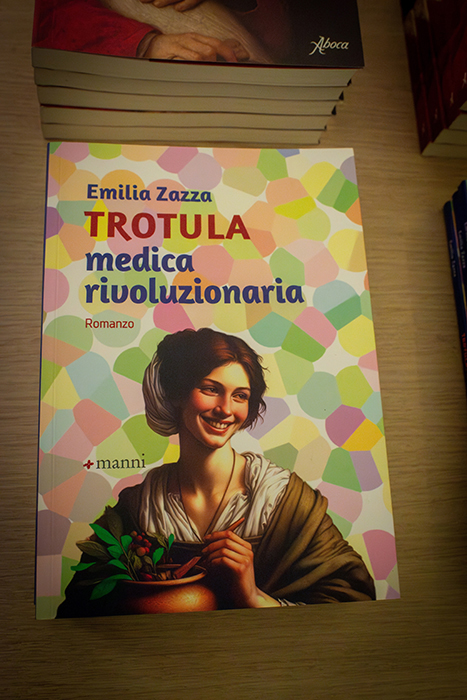 Aboca
Emilia Zazza
TROTULA
medica
rivoluzionaria
Romanzo
manni